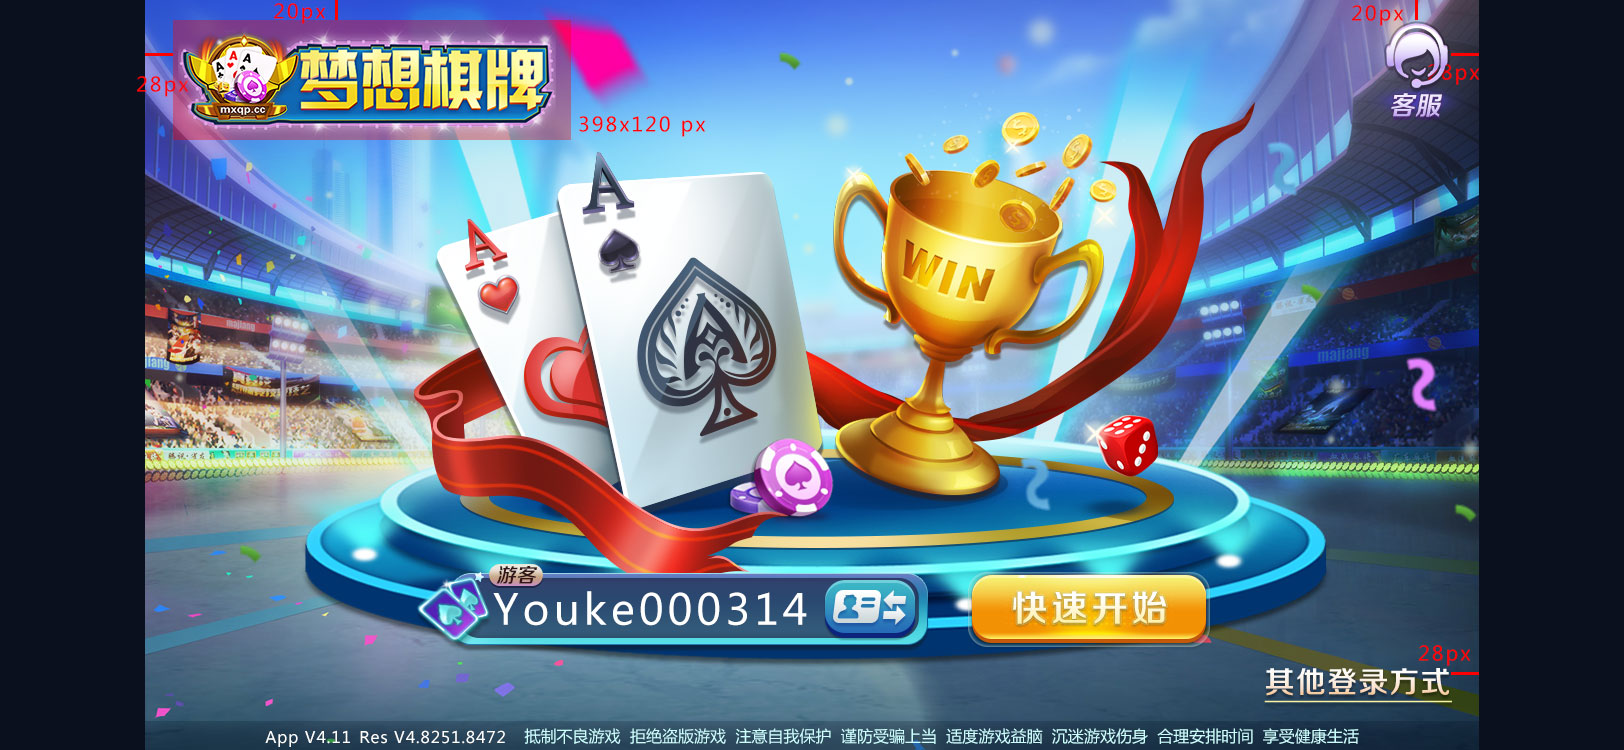 20px
20px
28px
28px
mxqp.cc
梦想棋牌
398x120 px
客服
A
A
A
WIN
majiang
majiang
游客
Youke000314
快速开始
28px
其他登录方式
App V4.11 Res V4.8251.8472 抵制不良游戏 拒绝盗版游戏 注意自我保护 谨防受骗上当 适度游戏益脑 沉迷游戏伤身 合理安排时间 享受健康生活